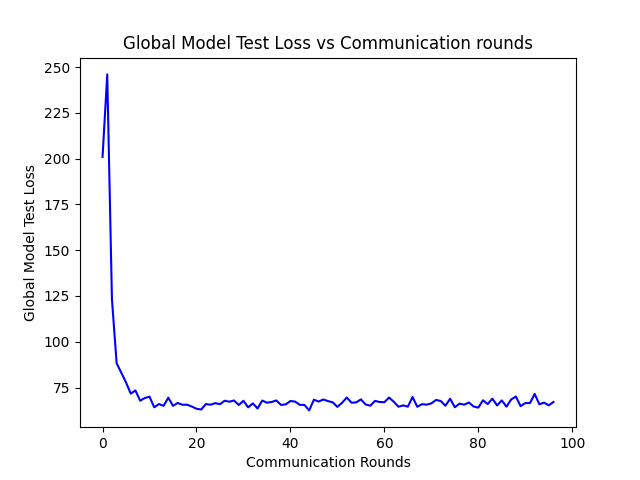 Global Model Test Loss vs Communication rounds
250
225
200
175
150
125
100
75
Global Model Test Loss
0 20 40 60 80 100
Communication Rounds